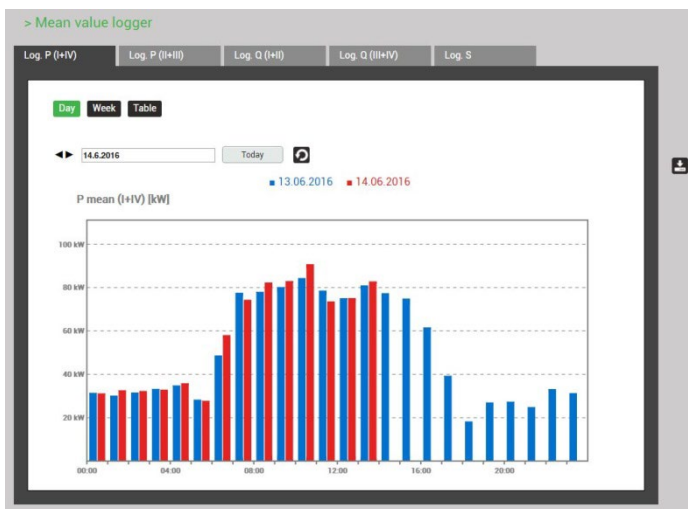 > Mean value logger
Log. P (I+IV) Log. P (II+III) Log. Q (I+II) Log. Q (III+IV) Log. S
Day Week Table
14.6.2016 Today
13.06.2016 14.06.2016
P mean (I+IV) [kW]
100 kW
80 kW
60 kW
40 kW
20 kW
00:00 04:00 08:00 12:00 16:00 20:00